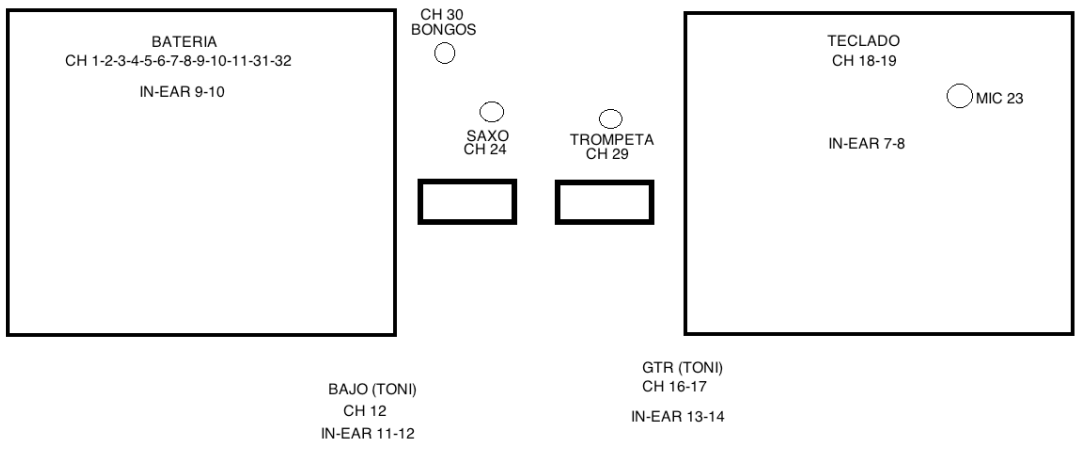 BATERIA
CH 1-2-3-4-5-6-7-8-9-10-11-31-32
IN-EAR 9-10
CH 30
BONGOS
SAXO
CH 24
TROMPETA
CH 29
TECLADO
CH 18-19
MIC 23
IN-EAR 7-8
BAJO (TONI)
CH 12
IN-EAR 11-12
GTR (TONI)
CH 16-17
IN-EAR 13-14